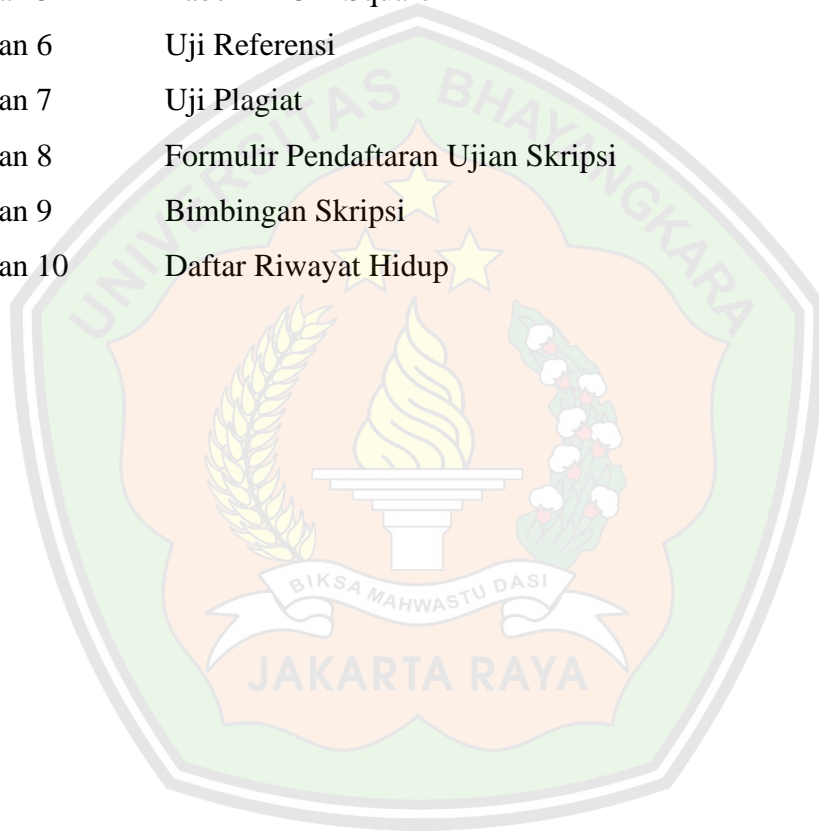 an 6 Uji Referensi
an 7 Uji Plagiat
an 8 Formulir Pendaftaran Ujian Skripsi
an 9 Bimbingan Skripsi
an 10 Daftar Riwayat Hidup
UNIVERSITAS BHAYANGKARA
BIKSA MAHWASTU DASI
JAKARTA RAYA